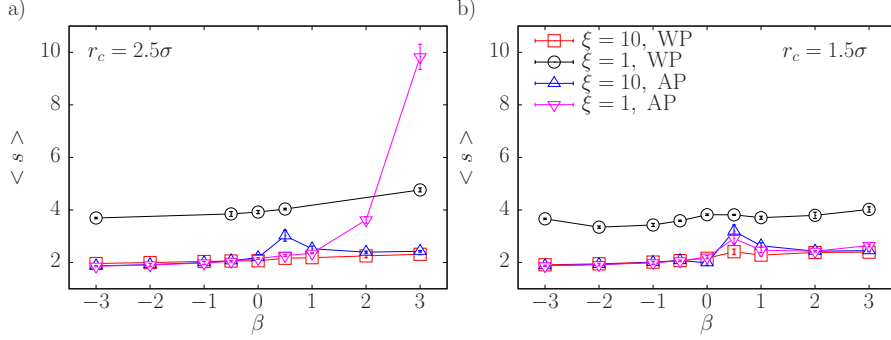 a)
r_c = 2.5σ
< s >
10
8
6
4
2
−3 −2 −1 0 1 2 3
β
b)
r_c = 1.5σ
ξ = 10, WP
ξ = 1, WP
ξ = 10, AP
ξ = 1, AP
< s >
10
8
6
4
2
−3 −2 −1 0 1 2 3
β